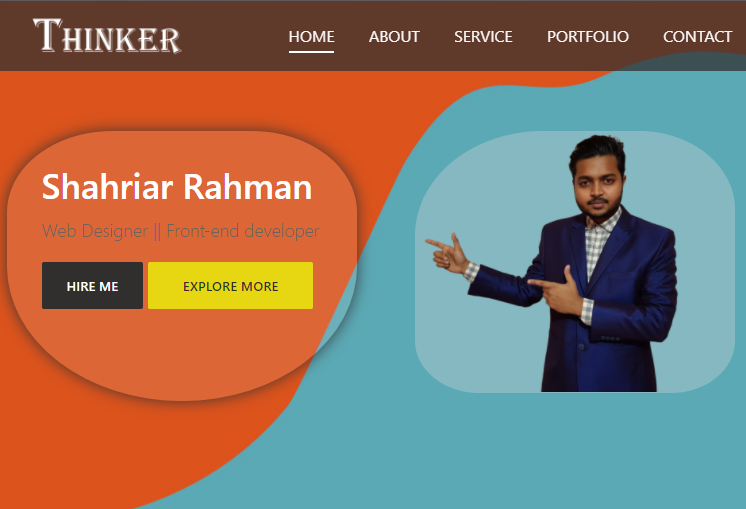 THINKER
HOME ABOUT SERVICE PORTFOLIO CONTACT
Shahriar Rahman
Web Designer || Front-end developer
HIRE ME EXPLORE MORE